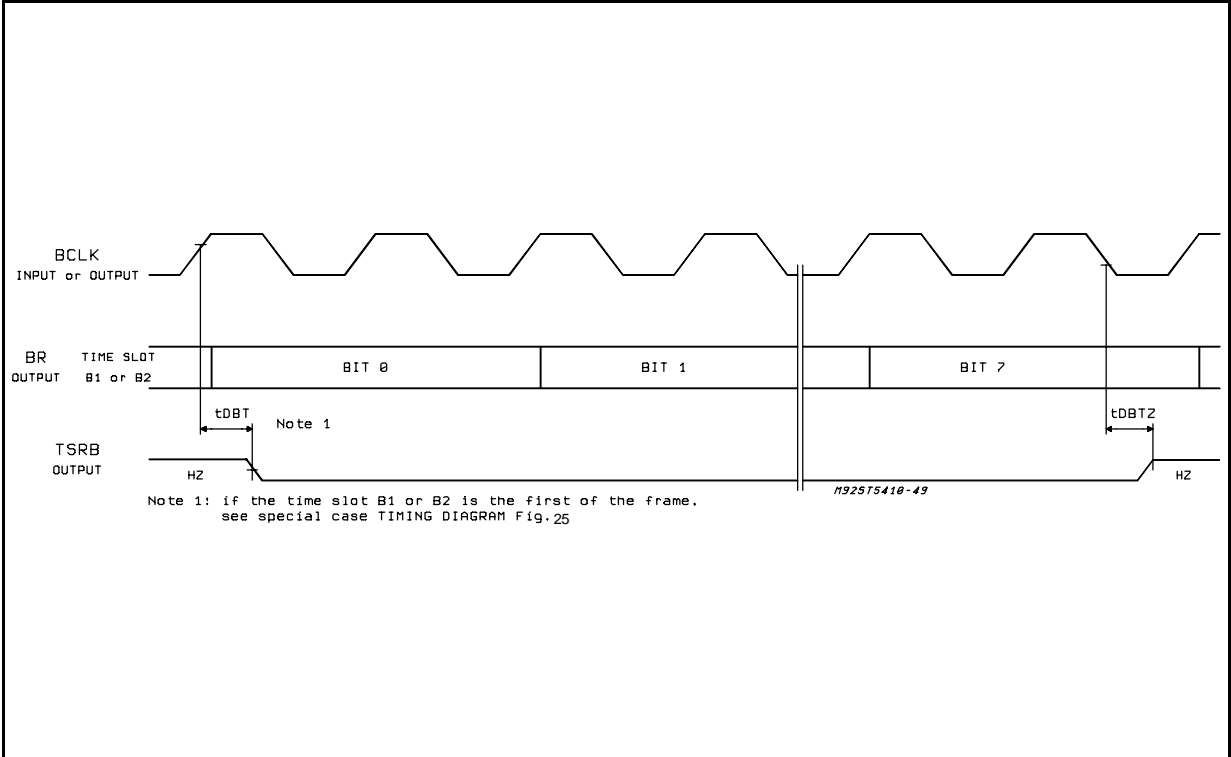 BCLK
INPUT or OUTPUT
BR TIME SLOT
OUTPUT B1 or B2
BIT 0
BIT 1
BIT 7
tDBT
Note 1
tDBTZ
TSRB
OUTPUT
HZ
HZ
M92ST5410-49
Note 1: if the time slot B1 or B2 is the first of the frame,
see special case TIMING DIAGRAM Fig.25